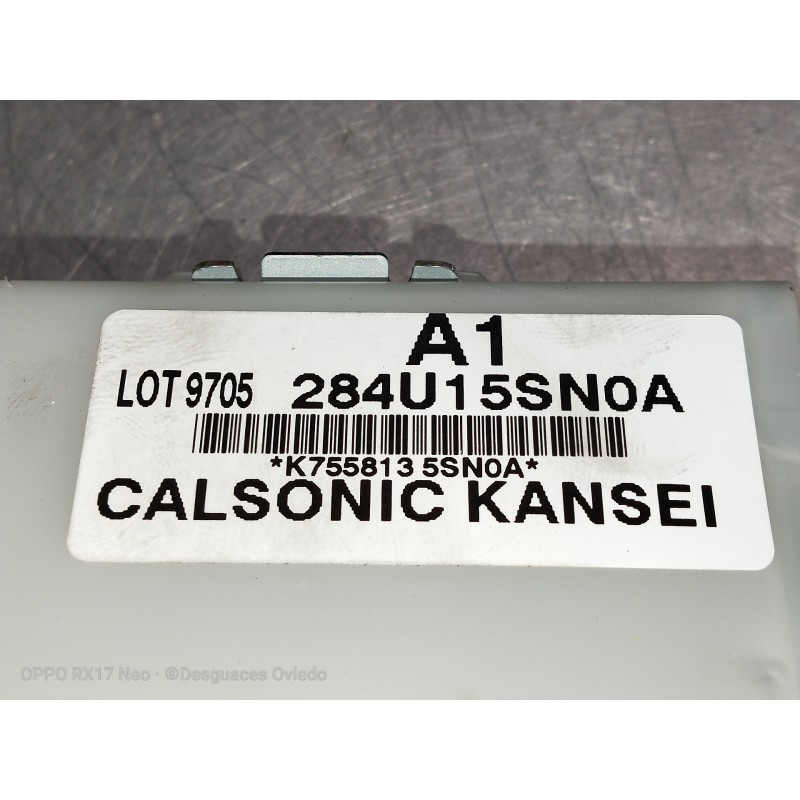 A1
LOT 9705 284U15SN0A
*K755813 5SN0A*
CALSONIC KANSEI
OPPO RX17 Neo · ©Desguaces Oviedo